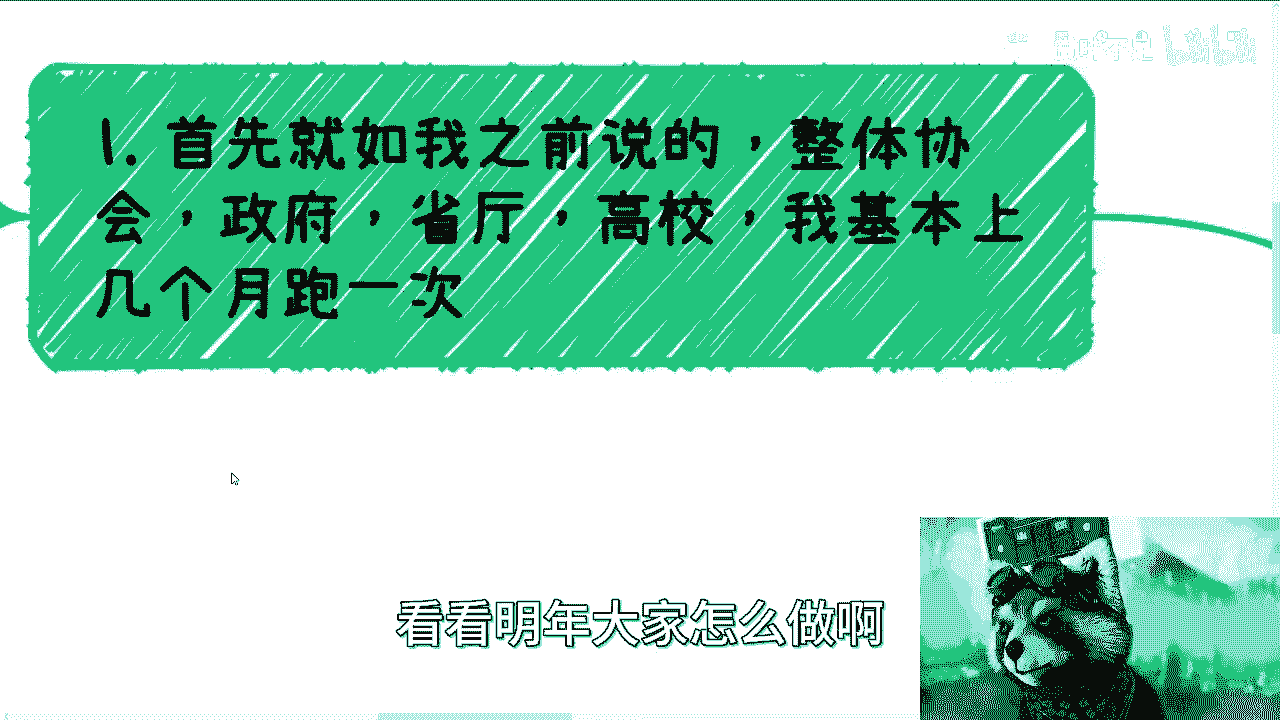 1. 首先就如我之前说的，整体协
会，政府，省厅，高校，我基本上
几个月跑一次
看看明年大家怎么做啊